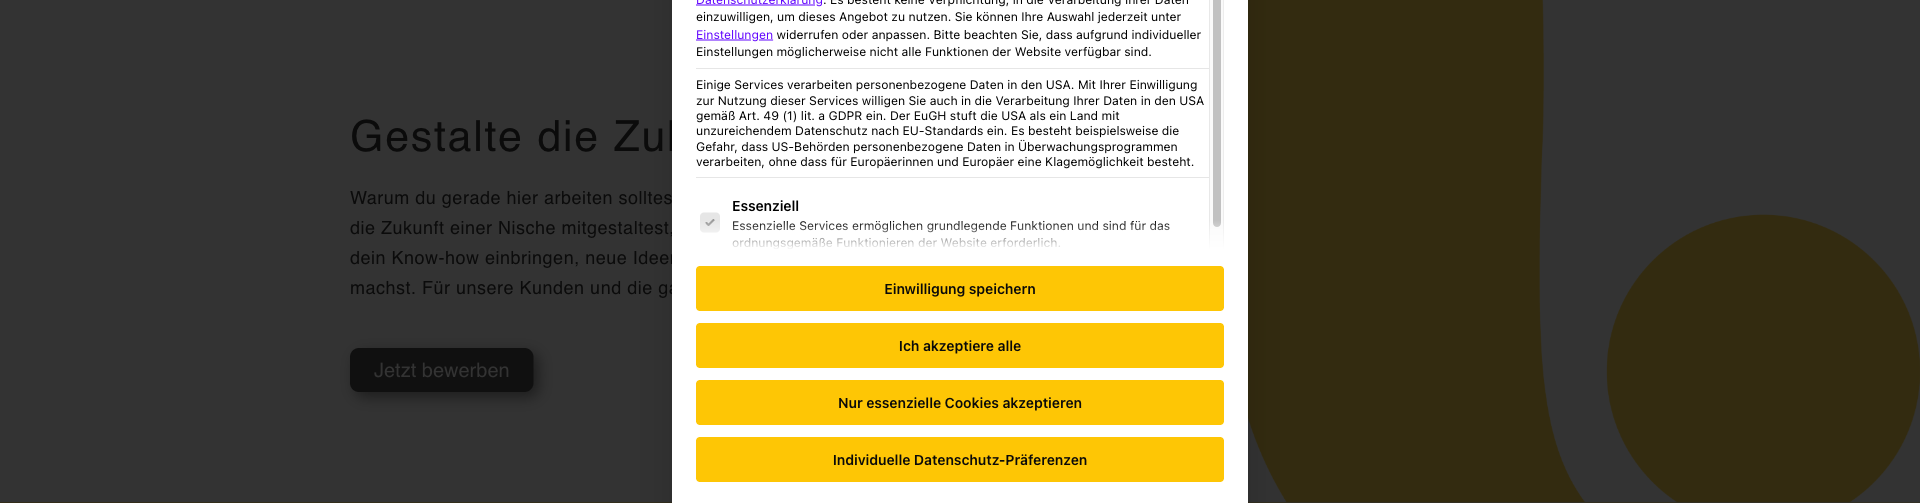 Datenschutzerklärung. Es besteht keine Verpflichtung, in die Verarbeitung Ihrer Daten
einzuwilligen, um dieses Angebot zu nutzen. Sie können Ihre Auswahl jederzeit unter
Einstellungen widerrufen oder anpassen. Bitte beachten Sie, dass aufgrund individueller
Einstellungen möglicherweise nicht alle Funktionen der Website verfügbar sind.
Einige Services verarbeiten personenbezogene Daten in den USA. Mit Ihrer Einwilligung
zur Nutzung dieser Services willigen Sie auch in die Verarbeitung Ihrer Daten in den USA
gemäß Art. 49 (1) lit. a GDPR ein. Der EuGH stuft die USA als ein Land mit
unzureichendem Datenschutz nach EU-Standards ein. Es besteht beispielsweise die
Gefahr, dass US-Behörden personenbezogene Daten in Überwachungsprogrammen
verarbeiten, ohne dass für Europäerinnen und Europäer eine Klagemöglichkeit besteht.
Essenziell
Essenzielle Services ermöglichen grundlegende Funktionen und sind für das
ordnungsgemäße Funktionieren der Website erforderlich.
Einwilligung speichern
Ich akzeptiere alle
Nur essenzielle Cookies akzeptieren
Individuelle Datenschutz-Präferenzen
Gestalte die Zu
Warum du gerade hier arbeiten solltes
die Zukunft einer Nische mitgestaltest,
dein Know-how einbringen, neue Idee
machst. Für unsere Kunden und die ga
Jetzt bewerben